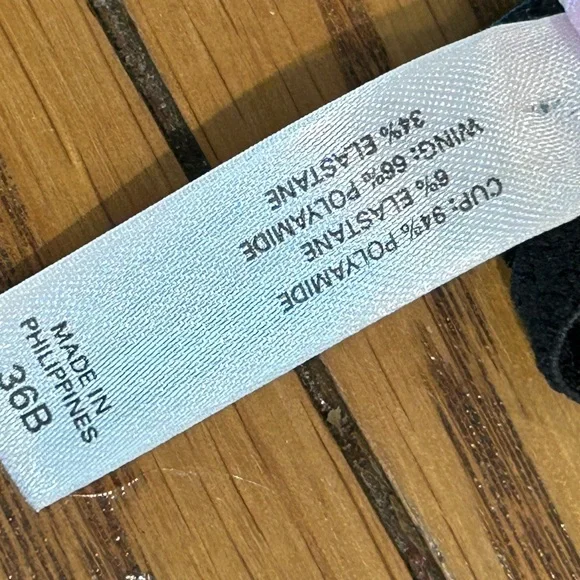 CUP: 94% POLYAMIDE
6% ELASTANE
WING: 66% POLYAMIDE
34% ELASTANE
MADE IN
PHILIPPINES
36B